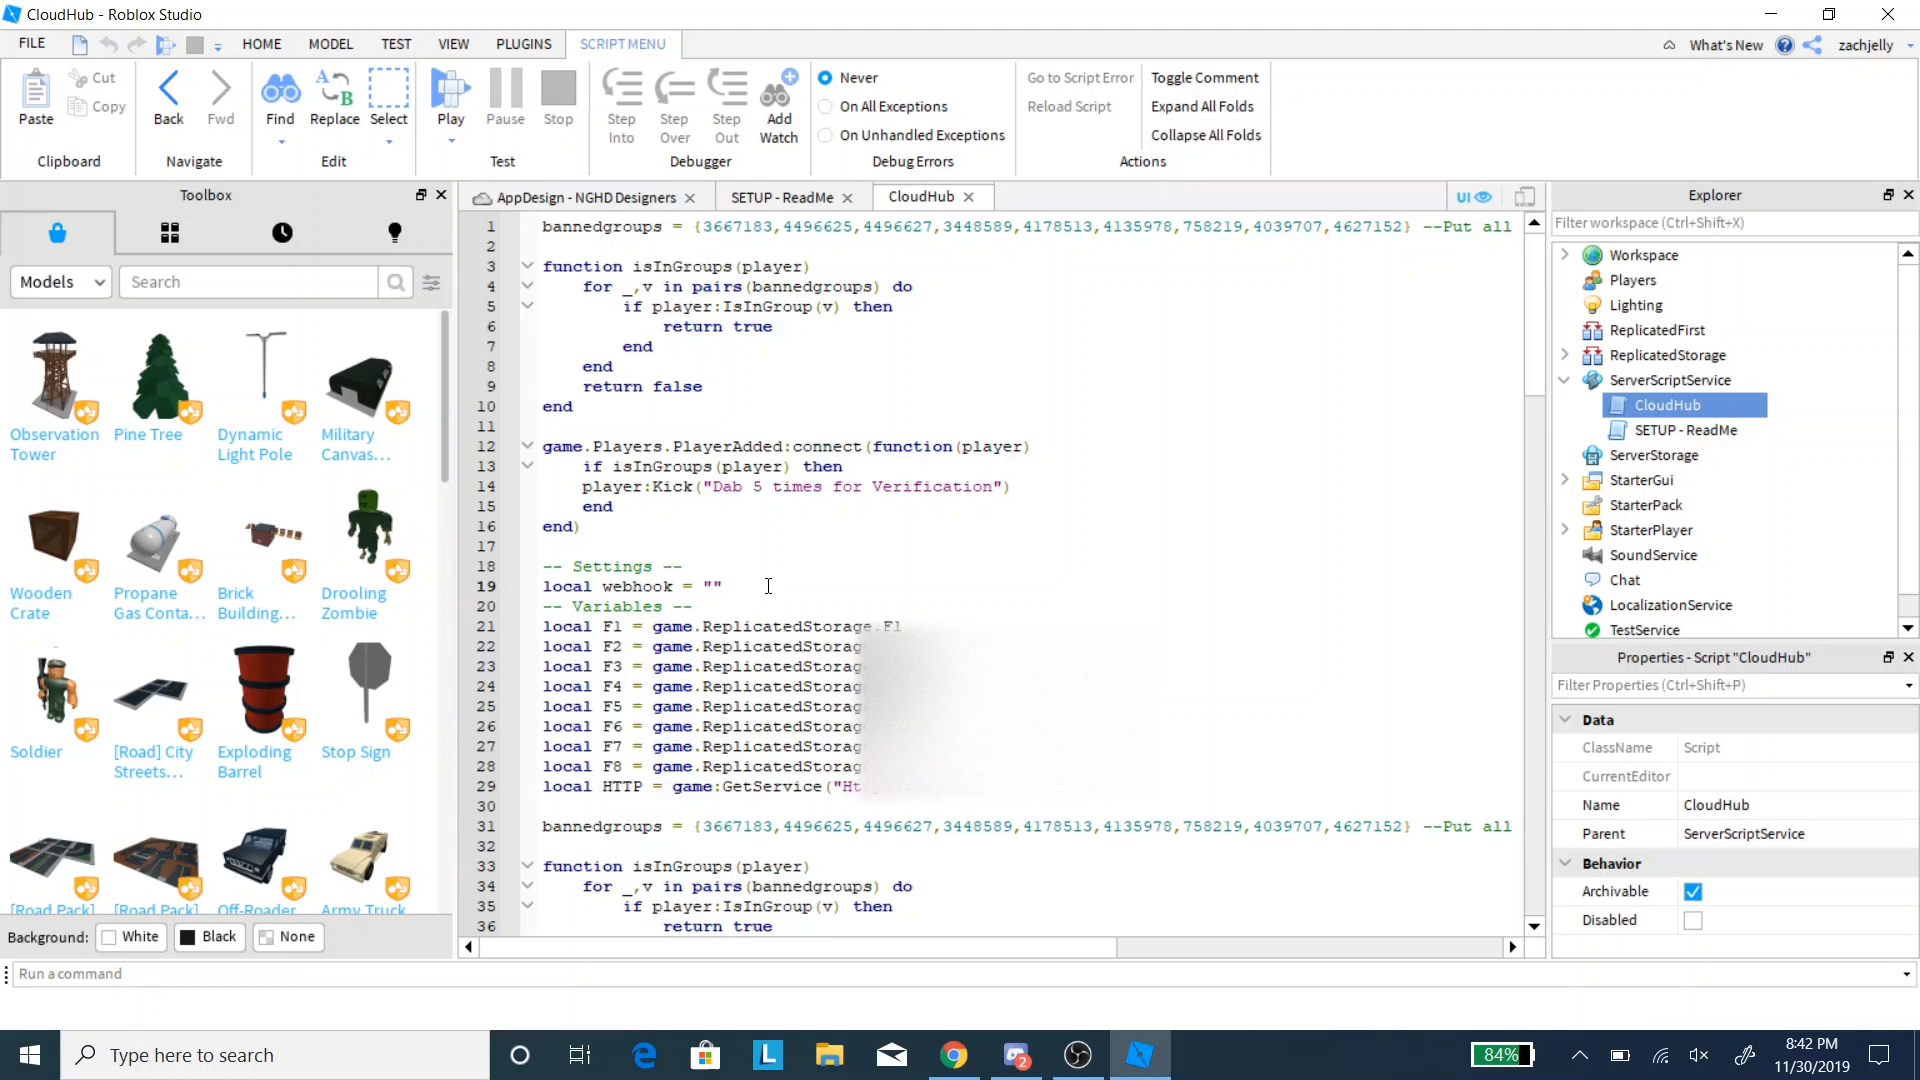 CloudHub - Roblox Studio
FILE HOME MODEL TEST VIEW PLUGINS SCRIPT MENU What's New zachjelly
Paste Cut Copy Clipboard
Back Fwd Navigate
Find Replace Select Edit
Play Pause Stop Test
Step Into Step Over Step Out Add Watch Debugger
Never
On All Exceptions
On Unhandled Exceptions
Debug Errors
Go to Script Error
Reload Script
Toggle Comment
Expand All Folds
Collapse All Folds
Actions
Toolbox
Models Search
Observation Tower
Pine Tree
Dynamic Light Pole
Military Canvas...
Wooden Crate
Propane Gas Conta...
Brick Building...
Drooling Zombie
Soldier
[Road] City Streets...
Exploding Barrel
Stop Sign
[Road Pack]
[Road Pack]
Off-Roader
Army Truck
Background: White Black None
AppDesign - NGHD Designers SETUP - ReadMe CloudHub UI
1 bannedgroups = {3667183,4496625,4496627,3448589,4178513,4135978,758219,4039707,4627152} --Put all
2
3 function isInGroups(player)
4 for _,v in pairs(bannedgroups) do
5 if player:IsInGroup(v) then
6 return true
7 end
8 end
9 return false
10 end
11
12 game.Players.PlayerAdded:connect(function(player)
13 if isInGroups(player) then
14 player:Kick("Dab 5 times for Verification")
15 end
16 end)
17
18 -- Settings --
19 local webhook = ""
20 -- Variables --
21 local F1 = game.ReplicatedStorage.F1
22 local F2 = game.ReplicatedStorag
23 local F3 = game.ReplicatedStorag
24 local F4 = game.ReplicatedStorag
25 local F5 = game.ReplicatedStorag
26 local F6 = game.ReplicatedStorag
27 local F7 = game.ReplicatedStorag
28 local F8 = game.ReplicatedStorag
29 local HTTP = game:GetService("Ht
30
31 bannedgroups = {3667183,4496625,4496627,3448589,4178513,4135978,758219,4039707,4627152} --Put all
32
33 function isInGroups(player)
34 for _,v in pairs(bannedgroups) do
35 if player:IsInGroup(v) then
36 return true
Explorer
Filter workspace (Ctrl+Shift+X)
Workspace
Players
Lighting
ReplicatedFirst
ReplicatedStorage
ServerScriptService
CloudHub
SETUP - ReadMe
ServerStorage
StarterGui
StarterPack
StarterPlayer
SoundService
Chat
LocalizationService
TestService
Properties - Script "CloudHub"
Filter Properties (Ctrl+Shift+P)
Data
ClassName Script
CurrentEditor
Name CloudHub
Parent ServerScriptService
Behavior
Archivable
Disabled
Run a command
Type here to search
84%
8:42 PM
11/30/2019